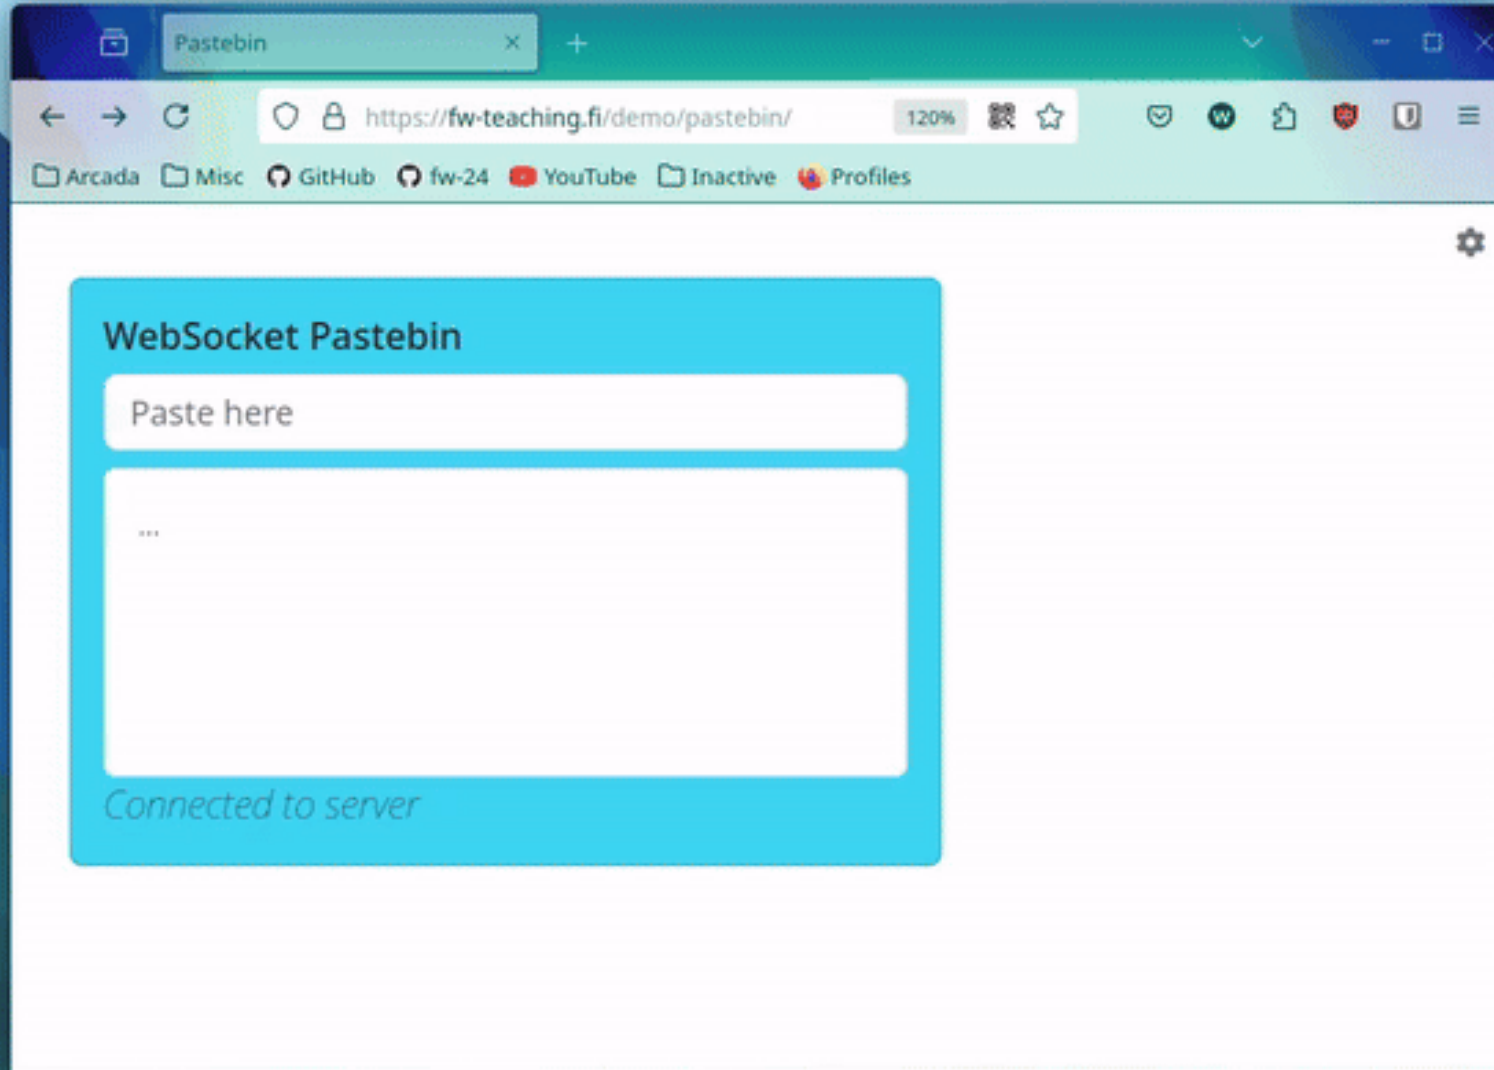 Pastebin
https://fw-teaching.fi/demo/pastebin/ 120%
Arcada Misc GitHub fw-24 YouTube Inactive Profiles
WebSocket Pastebin
Paste here
...
Connected to server